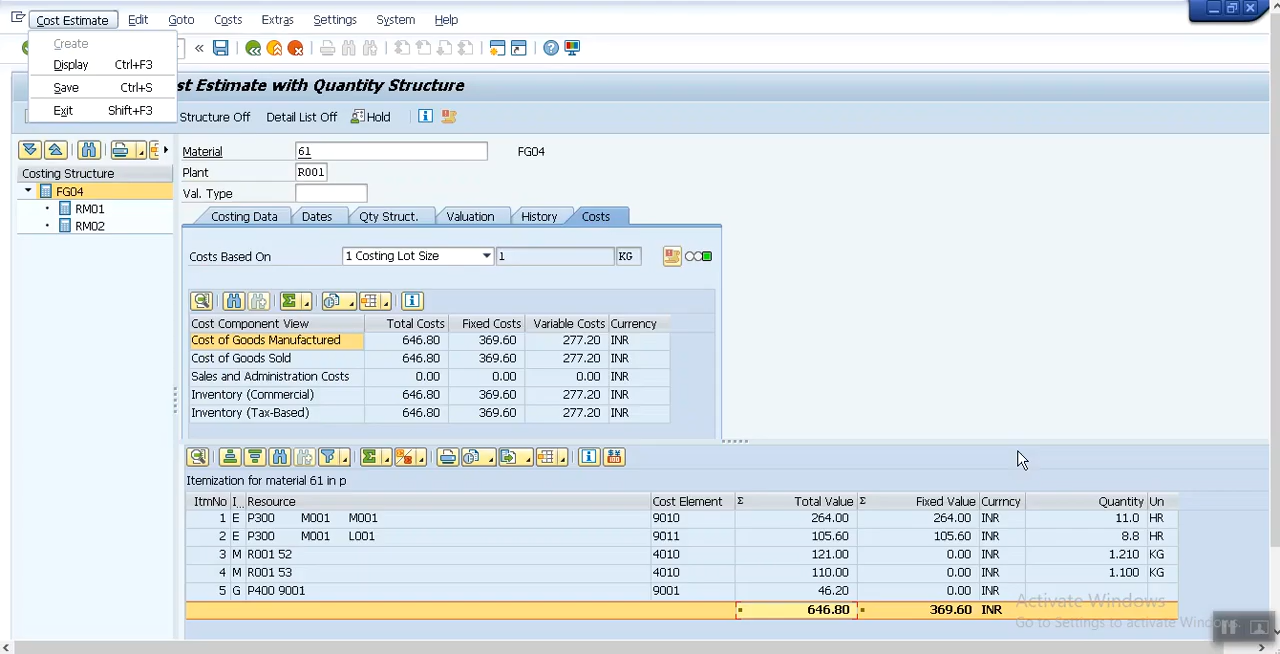 Cost Estimate Edit Goto Costs Extras Settings System Help
Create
Display Ctrl+F3
Save Ctrl+S
Exit Shift+F3
st Estimate with Quantity Structure
Structure Off Detail List Off Hold
Material 61 FG04
Plant R001
Val. Type
Costing Structure
FG04
RM01
RM02
Costing Data Dates Qty Struct. Valuation History Costs
Costs Based On 1 Costing Lot Size 1 KG
Cost Component View Total Costs Fixed Costs Variable Costs Currency
Cost of Goods Manufactured 646.80 369.60 277.20 INR
Cost of Goods Sold 646.80 369.60 277.20 INR
Sales and Administration Costs 0.00 0.00 0.00 INR
Inventory (Commercial) 646.80 369.60 277.20 INR
Inventory (Tax-Based) 646.80 369.60 277.20 INR
Itemization for material 61 in p
ItmNo I... Resource Cost Element Σ Total Value Σ Fixed Value Currncy Quantity Un
1 E P300 M001 M001 9010 264.00 264.00 INR 11.0 HR
2 E P300 M001 L001 9011 105.60 105.60 INR 8.8 HR
3 M R001 52 4010 121.00 0.00 INR 1.210 KG
4 M R001 53 4010 110.00 0.00 INR 1.100 KG
5 G P400 9001 9001 46.20 0.00 INR
646.80 369.60 INR
Activate Windows
Go to Settings to activate Windows.